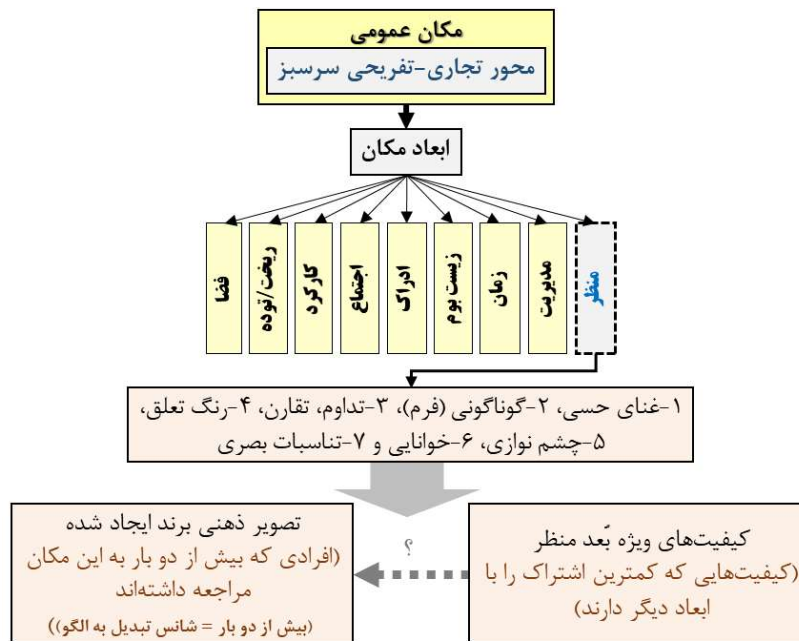 مکان عمومی
محور تجاری-تفریحی سرسبز
ابعاد مکان
منظر
مدیریت
زمان
زیست بوم
ادراک
اجتماع
کارکرد
ریخت/توده
فضا
۱-غنای حسی، ۲-گوناگونی (فرم)، ۳-تداوم، تقارن، ۴-رنگ تعلق،
۵-چشم نوازی، ۶-خوانایی و ۷-تناسبات بصری
کیفیت‌های ویژه بًعد منظر
(کیفیت‌هایی که کمترین اشتراک را با
ابعاد دیگر دارند)
؟
تصویر ذهنی برند ایجاد شده
(افرادی که بیش از دو بار به این مکان
مراجعه داشته‌اند
(بیش از دو بار = شانس تبدیل به الگو))